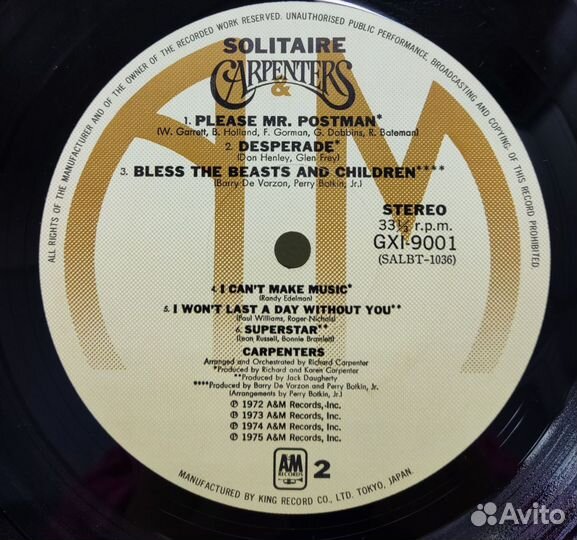 ALL RIGHTS OF THE MANUFACTURER AND OF THE OWNER OF THE RECORDED WORK RESERVED. UNAUTHORISED PUBLIC PERFORMANCE, BROADCASTING AND COPYING OF THIS RECORD PROHIBITED
SOLITAIRE
CARPENTERS
&
1. PLEASE MR. POSTMAN*
(W. Garrett, B. Holland, F. Gorman, G. Dobbins, R. Bateman)
2. DESPERADE*
(Don Henley, Glen Frey)
3. BLESS THE BEASTS AND CHILDREN****
(Barry De Vorzon, Perry Botkin, Jr.)
STEREO
33⅓ r.p.m.
GXI-9001
(SALBT-1036)
4. I CAN'T MAKE MUSIC*
(Randy Edelman)
5. I WON'T LAST A DAY WITHOUT YOU**
(Paul Williams, Roger Nichols)
6. SUPERSTAR**
(Leon Russell, Bonnie Bramlett)
CARPENTERS
Arranged and Orchestrated by Richard Carpenter
*Produced by Richard and Karen Carpenter
**Produced by Jack Daugherty
****Produced by Barry De Vorzon and Perry Botkin, Jr.
(Arrangements by Perry Botkin, Jr.)
℗ 1972 A&M Records, Inc.
℗ 1973 A&M Records, Inc.
℗ 1974 A&M Records, Inc.
℗ 1975 A&M Records, Inc.
A&M
RECORDS
2
MANUFACTURED BY KING RECORD CO., LTD. TOKYO, JAPAN.
Avito